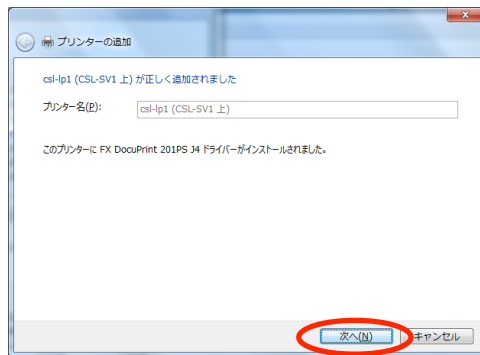 プリンターの追加
csl-lp1 (CSL-SV1 上) が正しく追加されました
プリンター名(P): csl-lp1 (CSL-SV1 上)
このプリンターに FX DocuPrint 201PS J4 ドライバーがインストールされました。
次へ(N) キャンセル